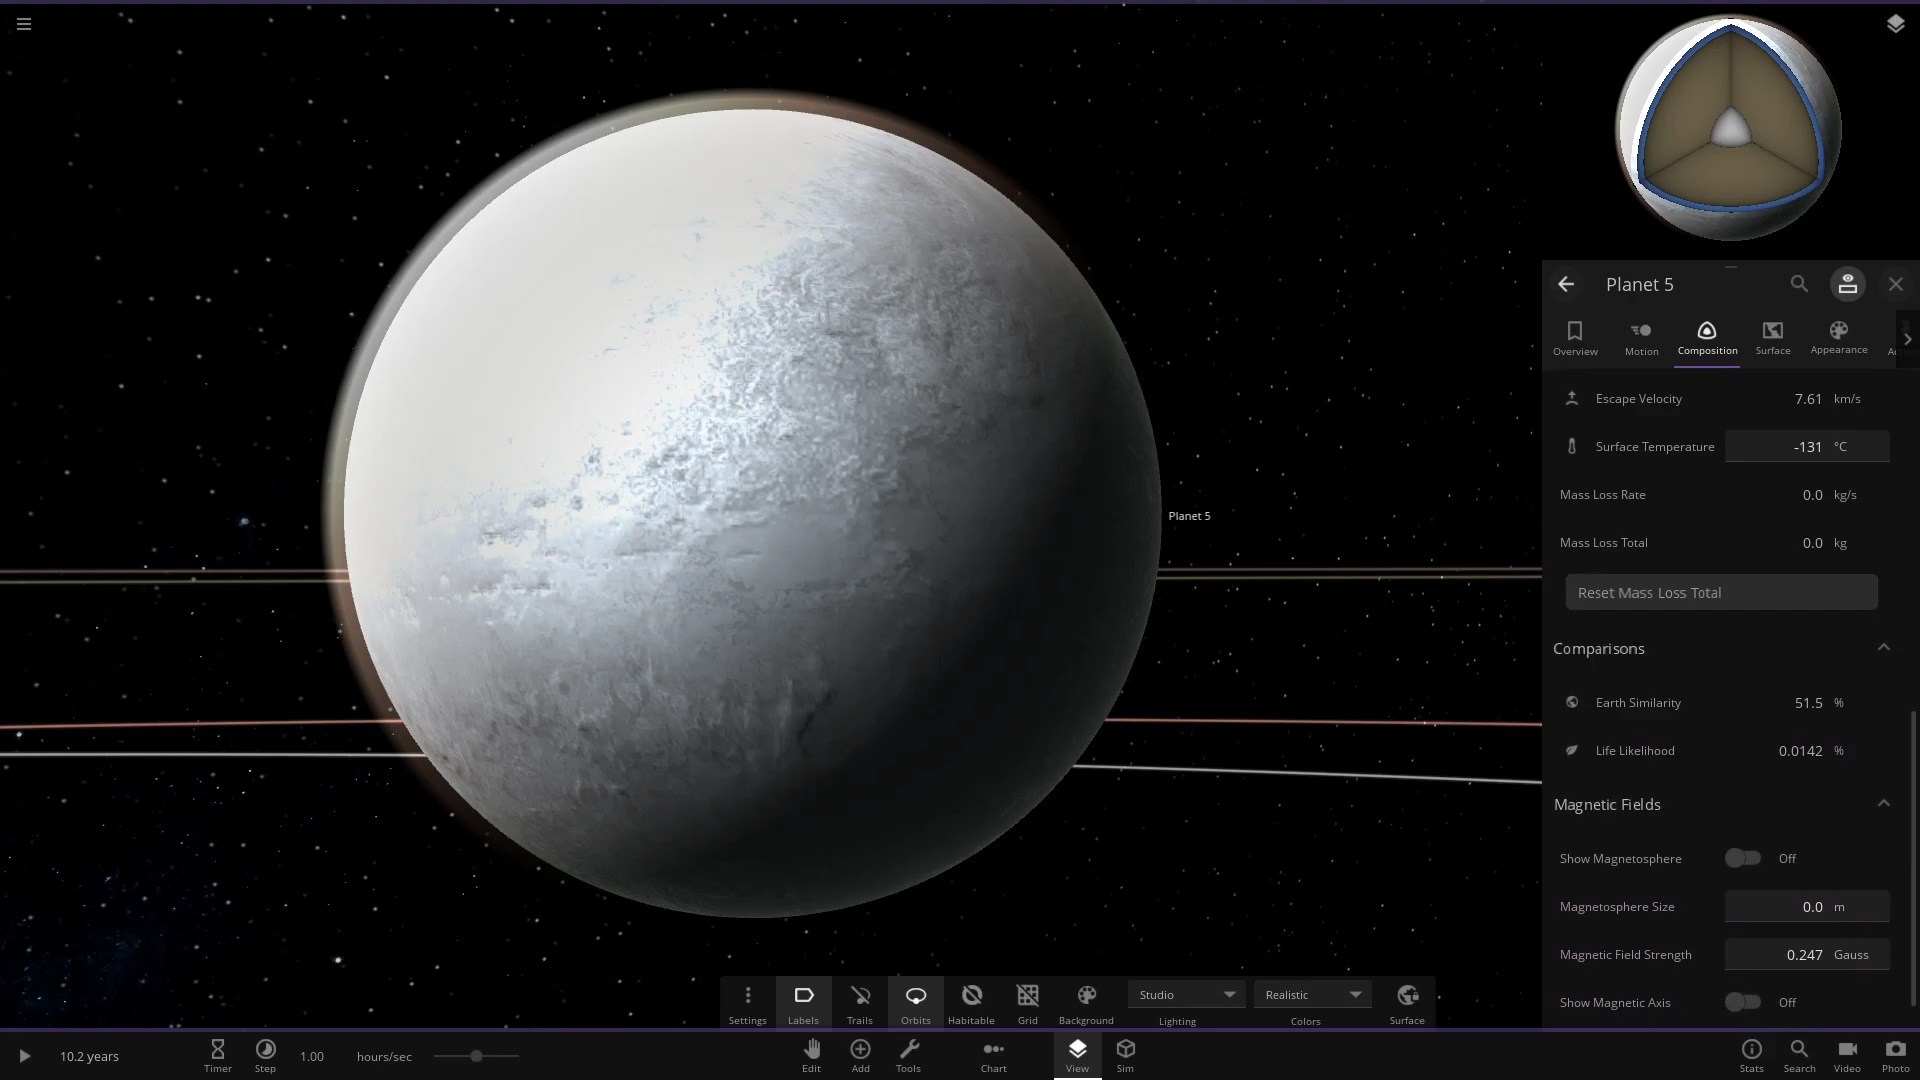 Planet 5
Overview
Motion
Composition
Surface
Appearance
Escape Velocity 7.61 km/s
Surface Temperature -131 °C
Mass Loss Rate 0.0 kg/s
Planet 5
Mass Loss Total 0.0 kg
Reset Mass Loss Total
Comparisons
Earth Similarity 51.5 %
Life Likelihood 0.0142 %
Magnetic Fields
Show Magnetosphere Off
Magnetosphere Size 0.0 m
Magnetic Field Strength 0.247 Gauss
Show Magnetic Axis Off
Studio
Realistic
Settings
Labels
Trails
Orbits
Habitable
Grid
Background
Lighting
Colors
Surface
10.2 years
Timer
Step
1.00 hours/sec
Edit
Add
Tools
Chart
View
Sim
Stats
Search
Video
Photo